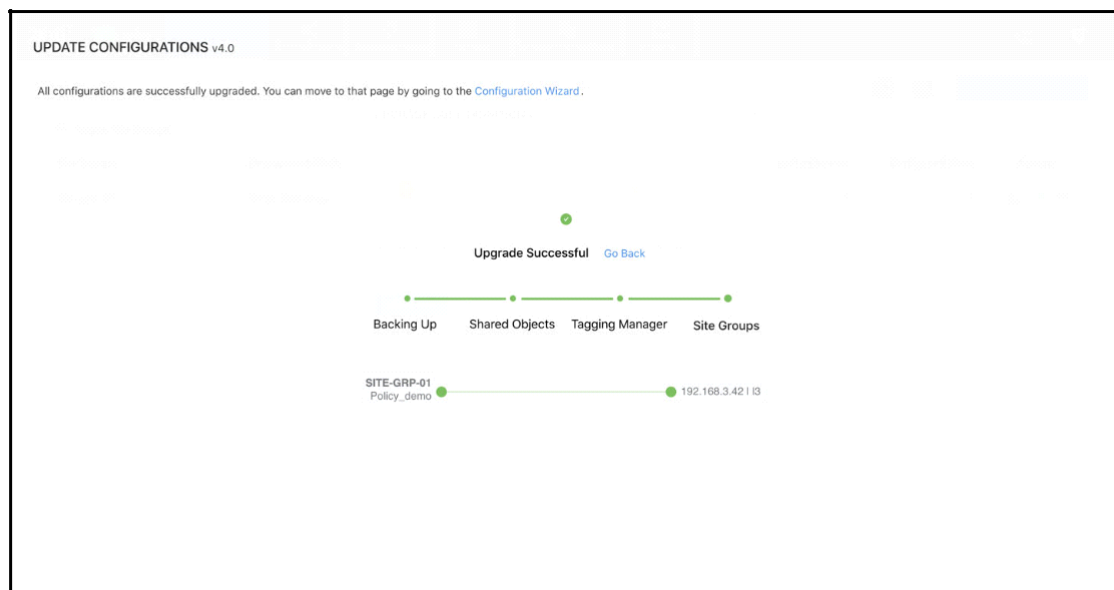 UPDATE CONFIGURATIONS v4.0
All configurations are successfully upgraded. You can move to that page by going to the Configuration Wizard.
Upgrade Successful Go Back
Backing Up Shared Objects Tagging Manager Site Groups
SITE-GRP-01
Policy_demo
192.168.3.42 | l3